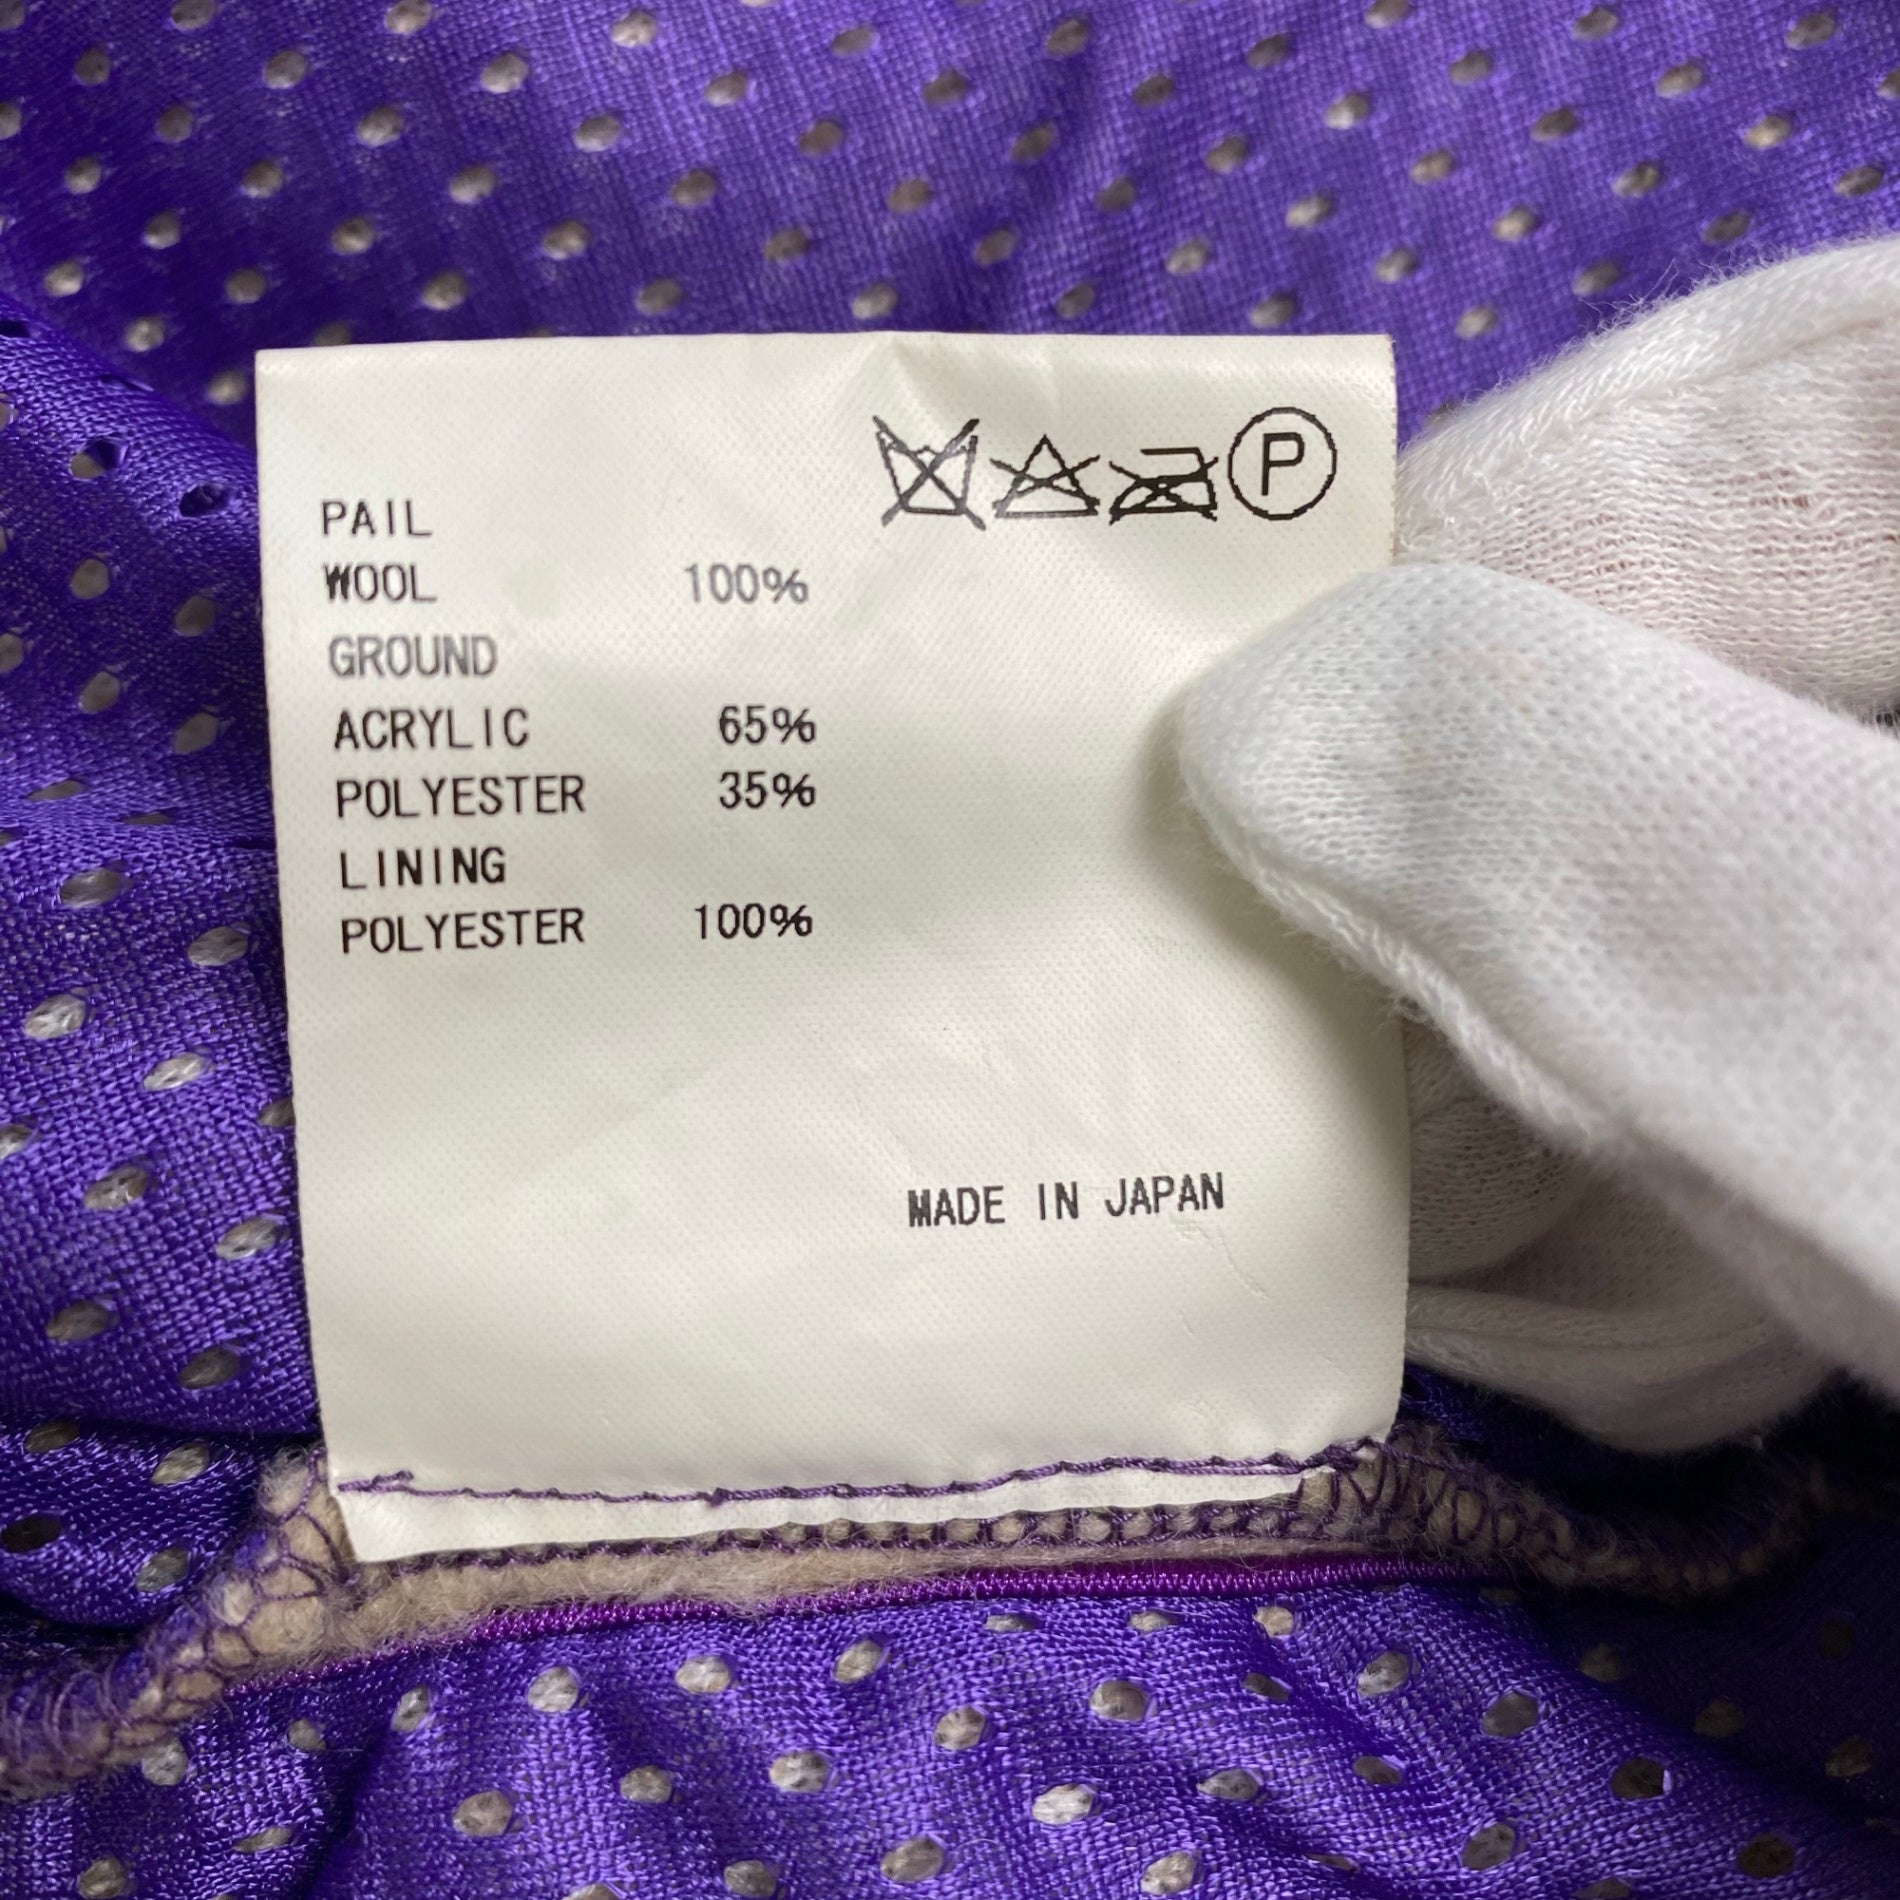 P
PAIL
WOOL 100%
GROUND
ACRYLIC 65%
POLYESTER 35%
LINING
POLYESTER 100%
MADE IN JAPAN